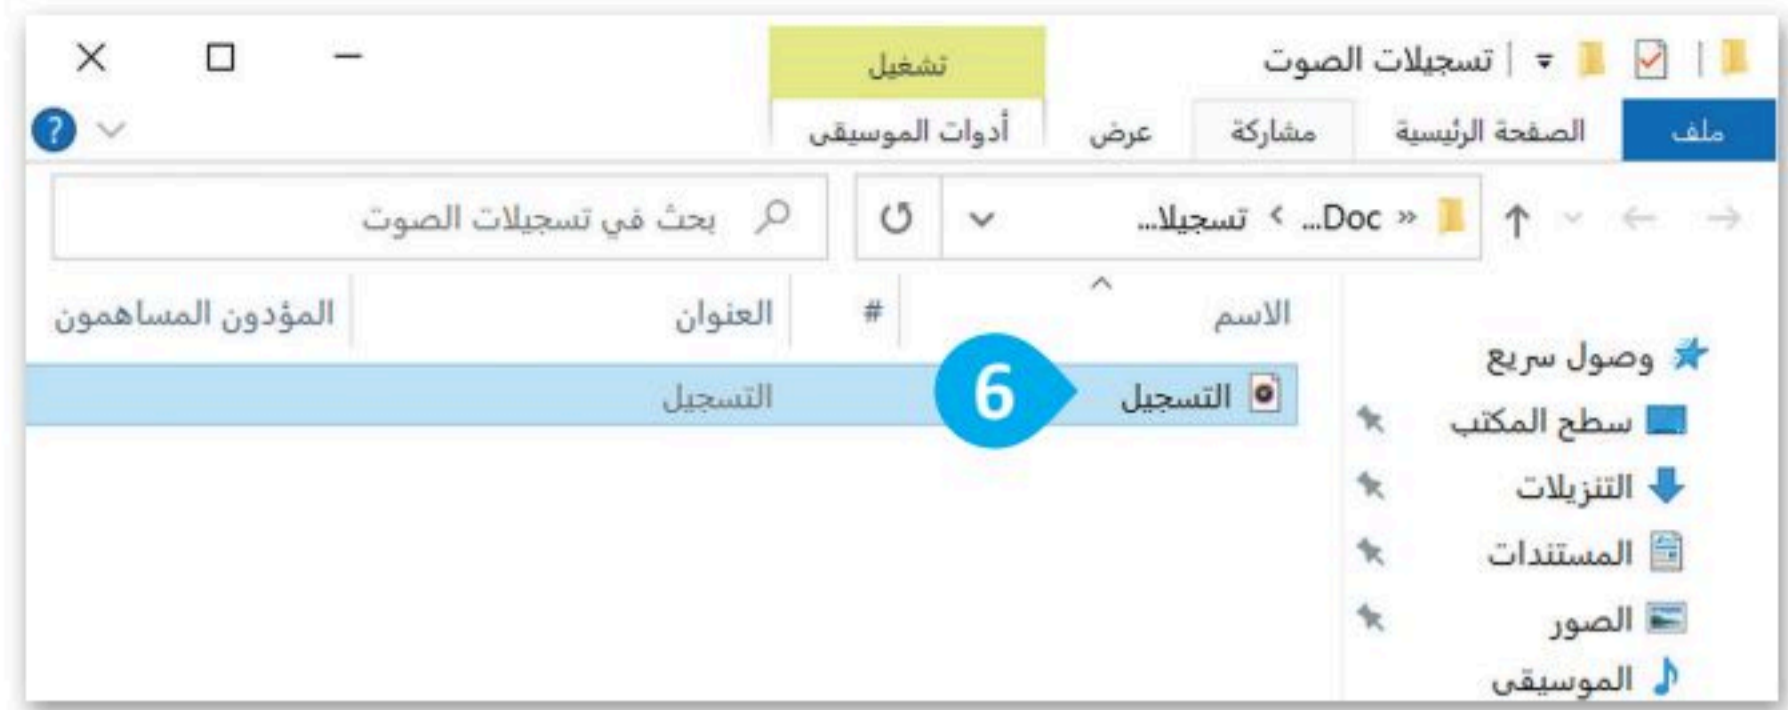 تسجيلات الصوت
تشغيل
ملف الصفحة الرئيسية مشاركة عرض أدوات الموسيقى ?
« Doc... › تسجيلا... بحث في تسجيلات الصوت
الاسم # العنوان المؤدون المساهمون
التسجيل 6 التسجيل
وصول سريع
سطح المكتب
التنزيلات
المستندات
الصور
الموسيقى